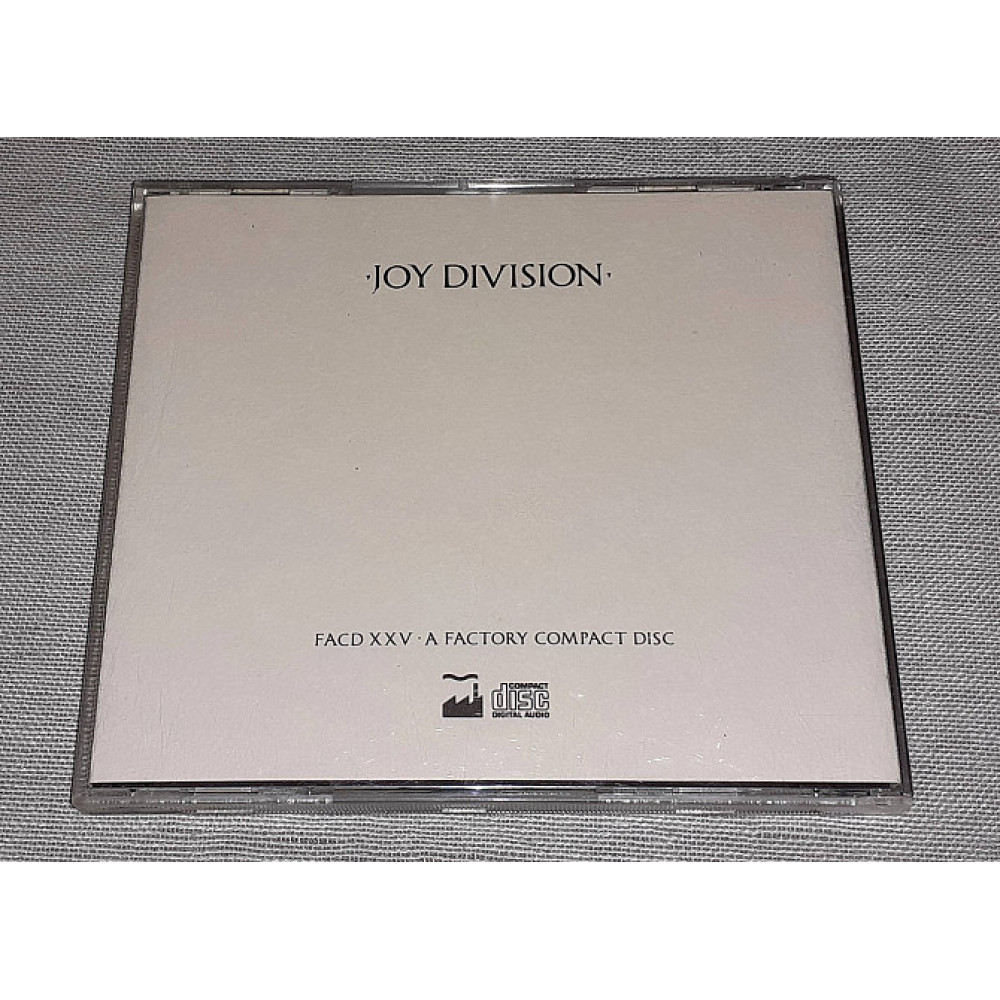 ·JOY DIVISION·
FACD XXV · A FACTORY COMPACT DISC
COMPACT
disc
DIGITAL AUDIO